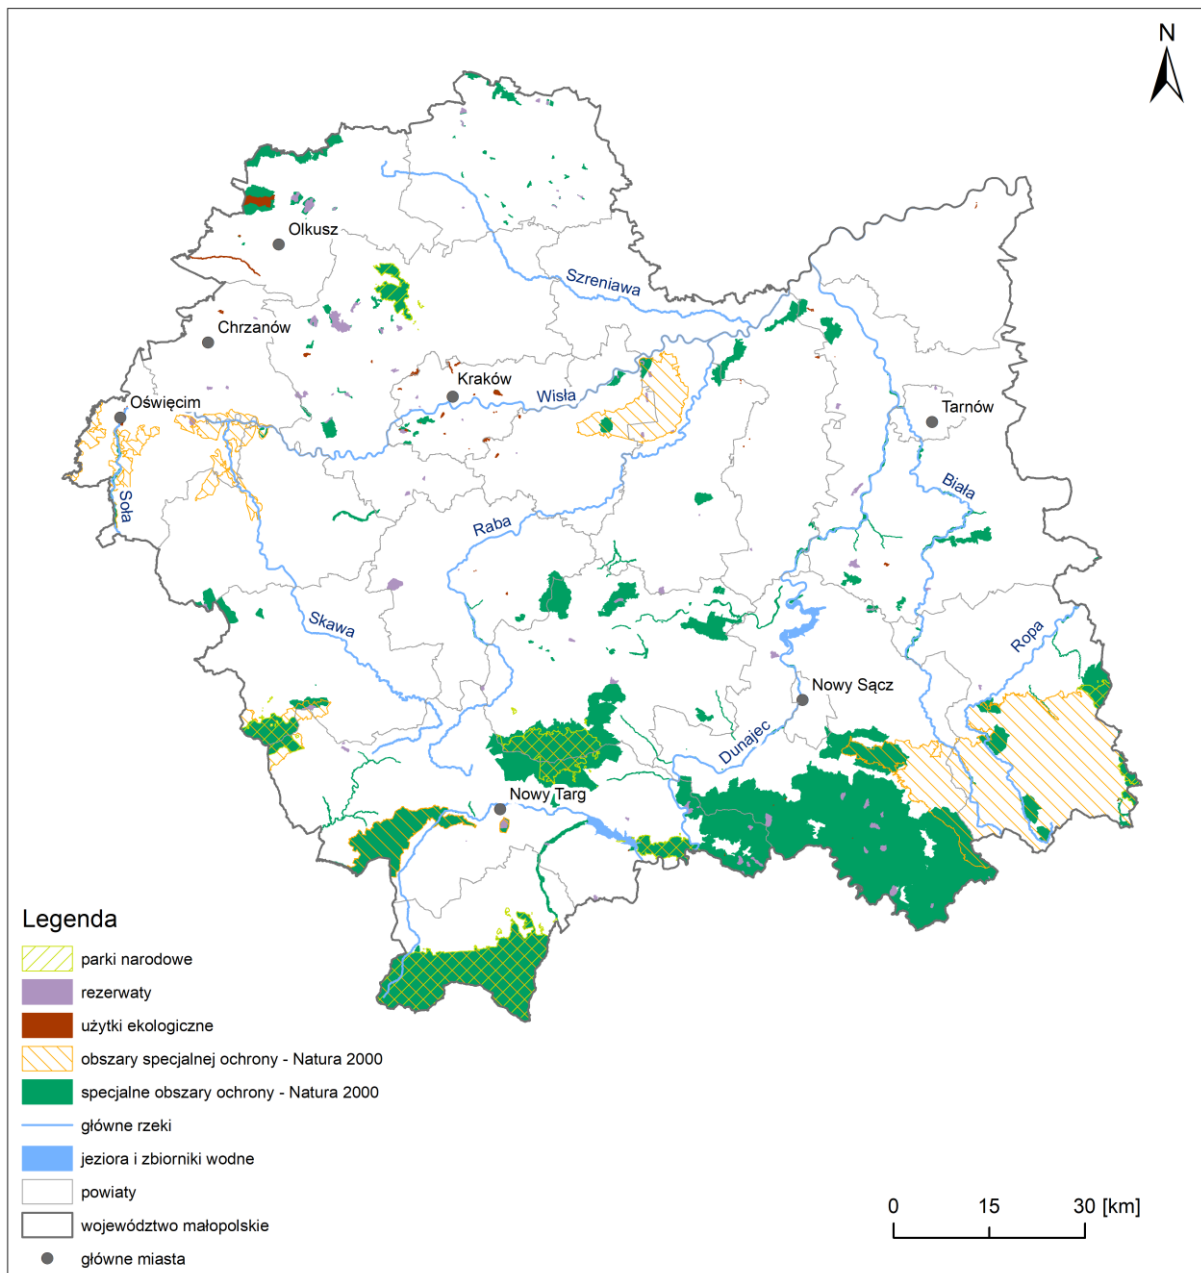 N
Olkusz
Szreniawa
Chrzanów
Kraków
Wisła
Oświęcim
Tarnów
Soła
Biała
Raba
Skawa
Ropa
Nowy Sącz
Dunajec
Nowy Targ
Legenda
parki narodowe
rezerwaty
użytki ekologiczne
obszary specjalnej ochrony - Natura 2000
specjalne obszary ochrony - Natura 2000
główne rzeki
jeziora i zbiorniki wodne
powiaty
województwo małopolskie
główne miasta
0 15 30 [km]